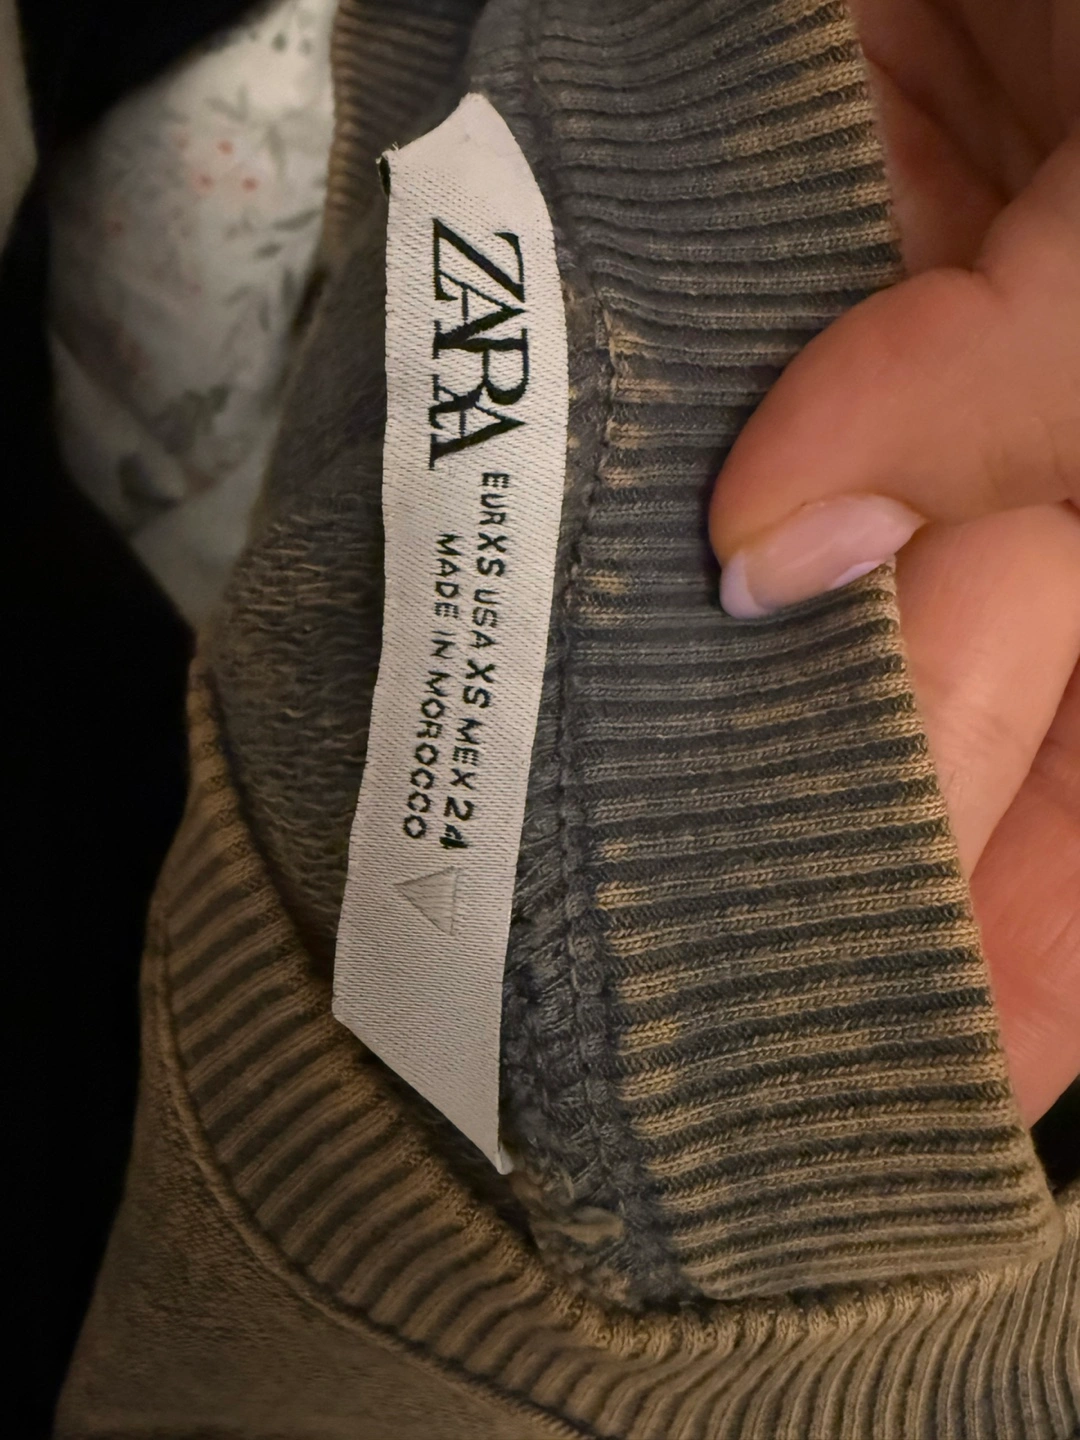 ZARA
EUR XS USA XS MEX 24
MADE IN MOROCCO